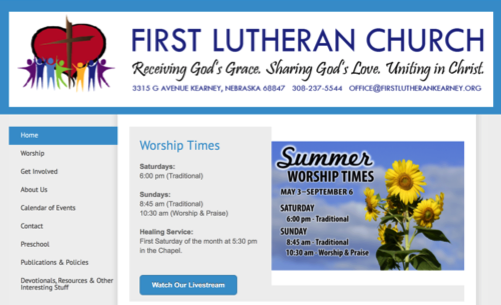 FIRST LUTHERAN CHURCH
Receiving God's Grace. Sharing God's Love. Uniting in Christ.
3315 G AVENUE KEARNEY, NEBRASKA 68847 308-237-5544 OFFICE@FIRSTLUTHERANKEARNEY.ORG
Home
Worship
Get Involved
About Us
Calendar of Events
Contact
Preschool
Publications & Policies
Devotionals, Resources & Other
Interesting Stuff
Worship Times
Saturdays:
6:00 pm (Traditional)
Sundays:
8:45 am (Traditional)
10:30 am (Worship & Praise)
Healing Service:
First Saturday of the month at 5:30 pm
in the Chapel.
Watch Our Livestream
Summer
WORSHIP TIMES
MAY 3 - SEPTEMBER 6
SATURDAY
6:00 pm - Traditional
SUNDAY
8:45 am - Traditional
10:30 am - Worship & Praise